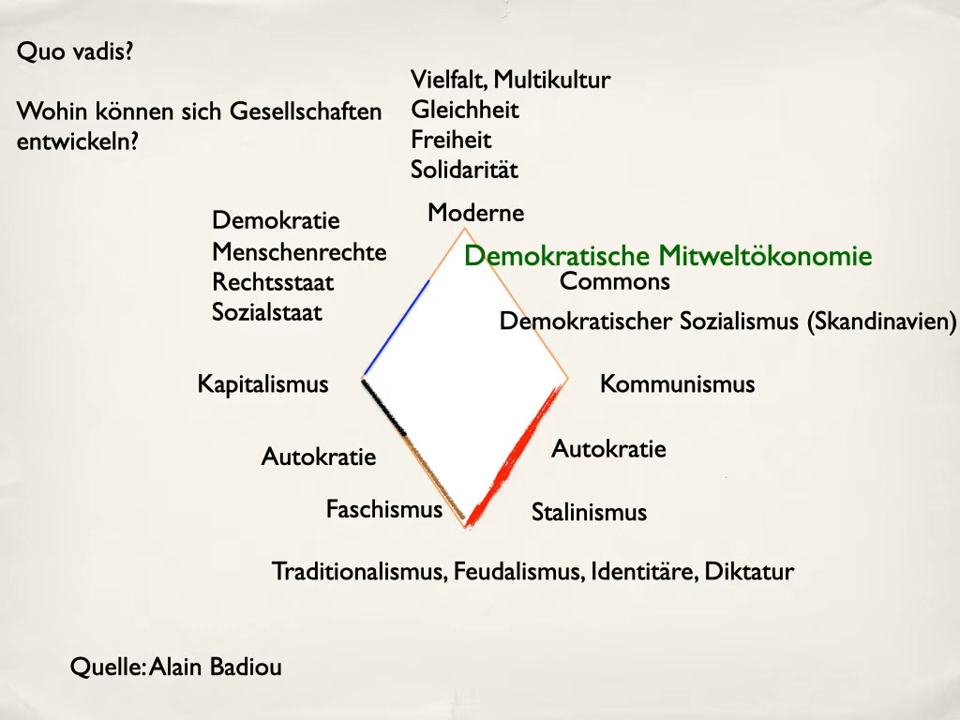 Quo vadis?
Wohin können sich Gesellschaften
entwickeln?
Vielfalt, Multikultur
Gleichheit
Freiheit
Solidarität
Moderne
Demokratie
Menschenrechte
Rechtsstaat
Sozialstaat
Demokratische Mitweltökonomie
Commons
Demokratischer Sozialismus (Skandinavien)
Kapitalismus
Kommunismus
Autokratie
Autokratie
Faschismus
Stalinismus
Traditionalismus, Feudalismus, Identitäre, Diktatur
Quelle: Alain Badiou